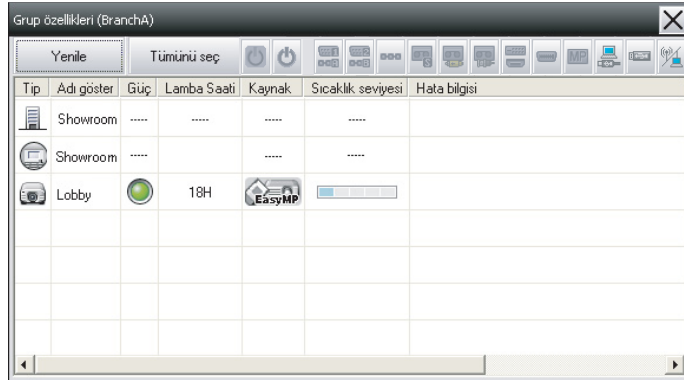 Grup özellikleri (BranchA)
Yenile Tümünü seç MP
Tip Adı göster Güç Lamba Saati Kaynak Sıcaklık seviyesi Hata bilgisi
Showroom ----- ----- ----- -----
Showroom ----- ----- -----
Lobby 18H EasyMP